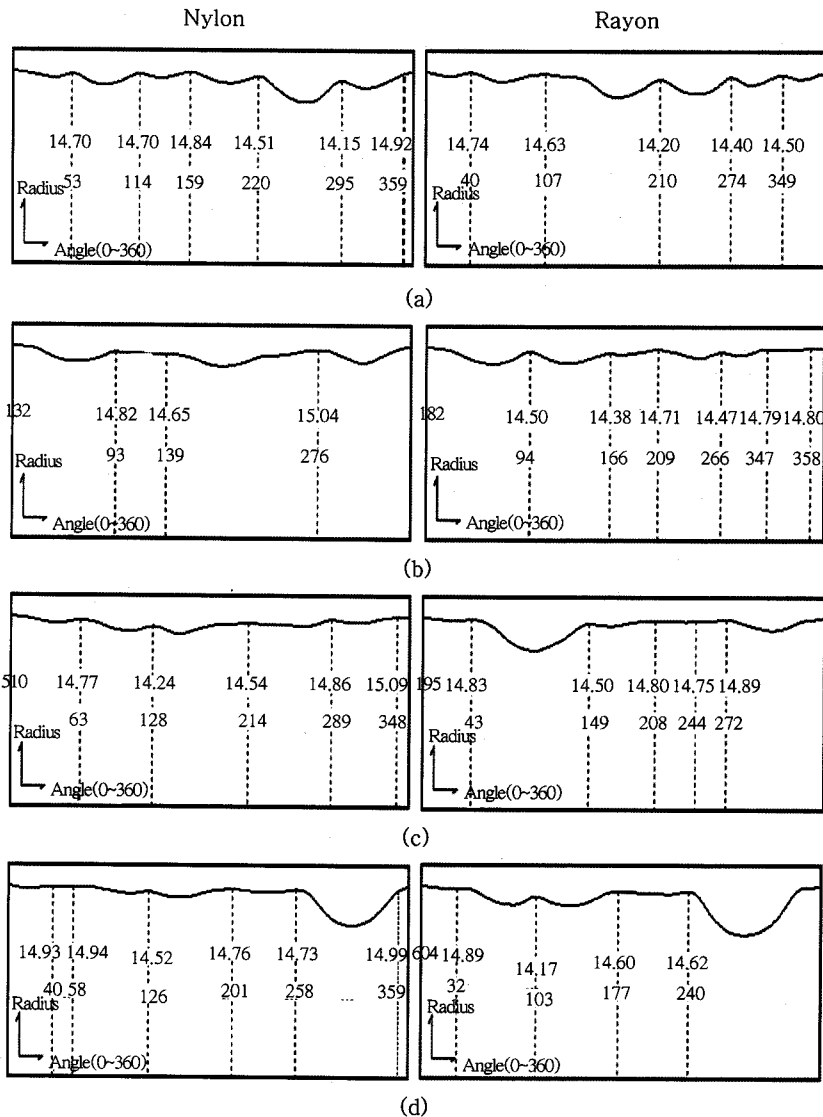 Nylon Rayon
14.70 14.70 14.84 14.51 14.15 14.92
53 114 159 220 295 359
Radius
Angle(0~360)
14.74 14.63 14.20 14.40 14.50
40 107 210 274 349
Radius
Angle(0~360)
(a)
132 14.82 14.65 15.04
93 139 276
Radius
Angle(0~360)
182 14.50 14.38 14.71 14.47 14.79 14.80
94 166 209 266 347 358
Radius
Angle(0~360)
(b)
510 14.77 14.24 14.54 14.86 15.09
63 128 214 289 348
Radius
Angle(0~360)
195 14.83 14.50 14.80 14.75 14.89
43 149 208 244 272
Radius
Angle(0~360)
(c)
14.93 14.94 14.52 14.76 14.73 14.99
40 58 126 201 258 ... 359
Radius
Angle(0~360)
604 14.89 14.17 14.60 14.62
32 103 177 240
Radius
Angle(0~360)
(d)